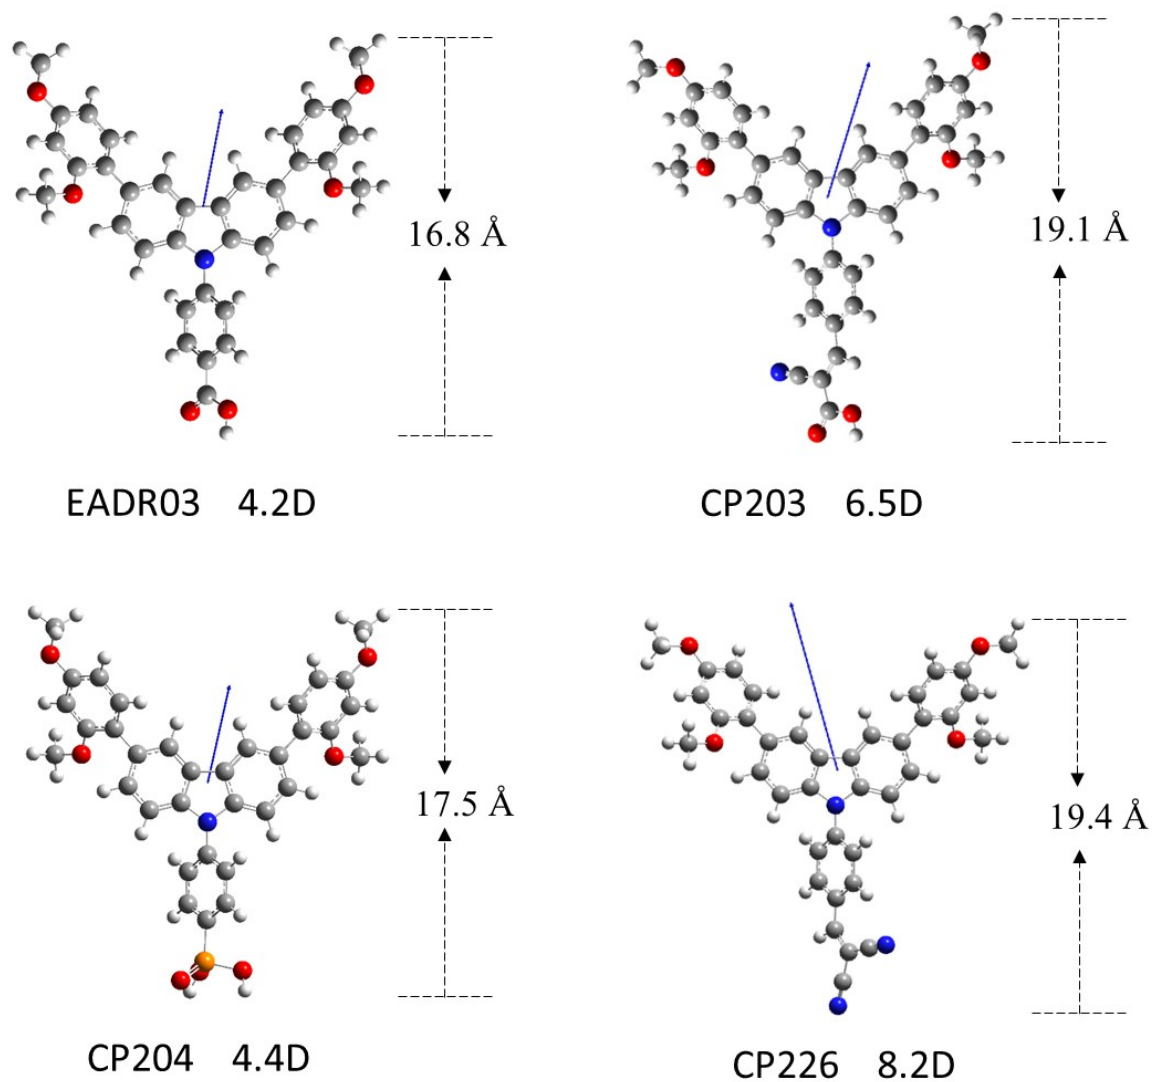 16.8 Å
19.1 Å
EADR03 4.2D
CP203 6.5D
17.5 Å
19.4 Å
CP204 4.4D
CP226 8.2D